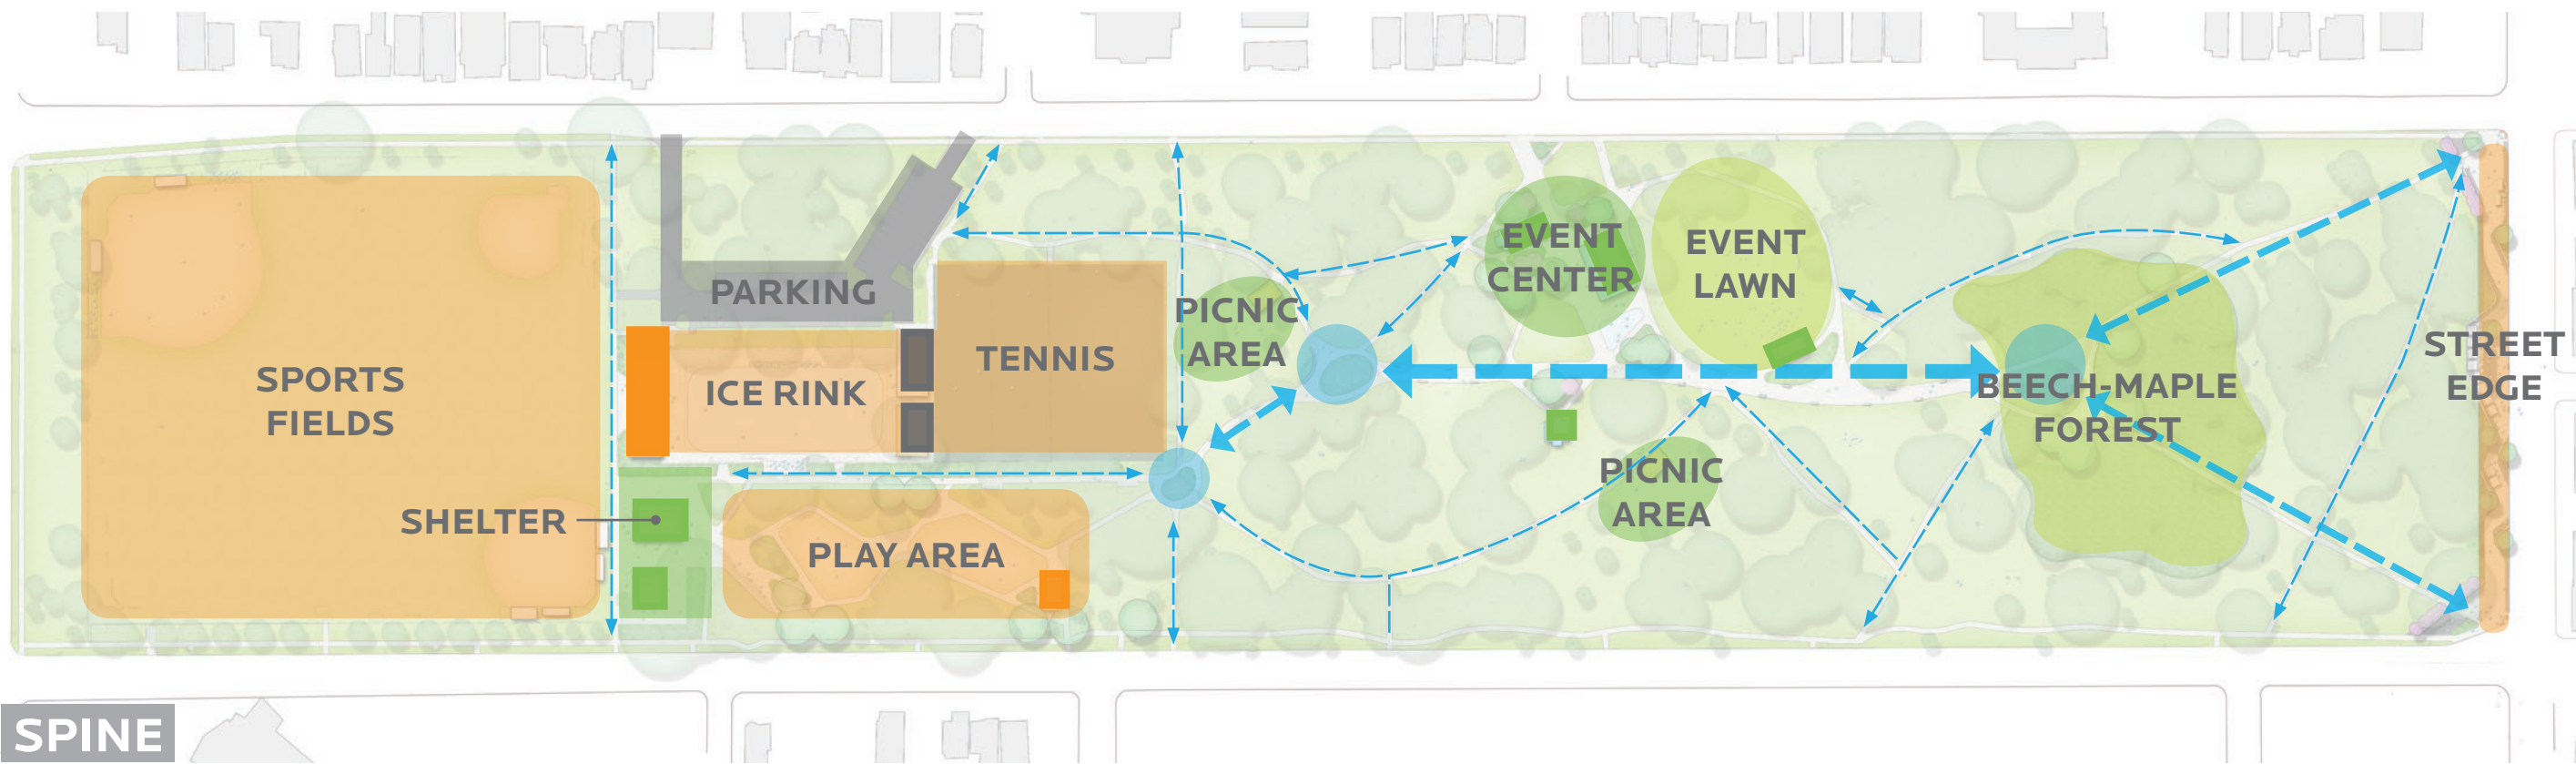 EVENT
CENTER
EVENT
LAWN
PARKING
PICNIC
AREA
TENNIS
ICE RINK
SPORTS
FIELDS
STREET
EDGE
BEECH-MAPLE
FOREST
PICNIC
AREA
SHELTER
PLAY AREA
SPINE